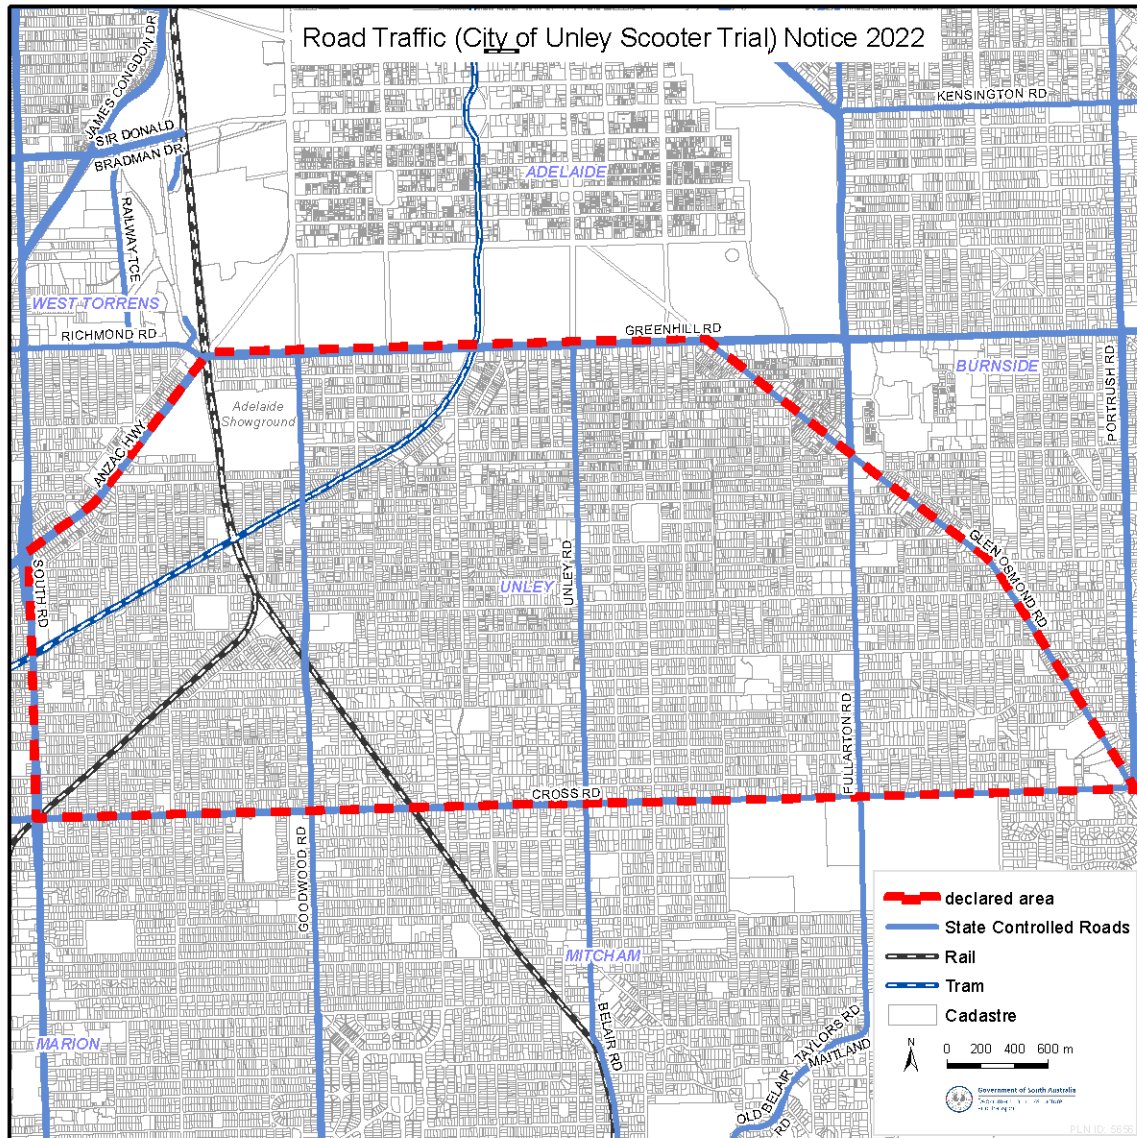 Road Traffic (City of Unley Scooter Trial) Notice 2022
JAMES CONGDON DR
SIR DONALD
BRADMAN DR
KENSINGTON RD
ADELAIDE
RAILWAY TCE
WEST TORRENS
RICHMOND RD
GREENHILL RD
BURNSIDE
PORTRUSH RD
Adelaide
Showground
ANZAC HWY
SOUTH RD
UNLEY
UNLEY RD
GLEN OSMOND RD
FULLARTON RD
CROSS RD
GOODWOOD RD
MITCHAM
MARION
BELAIR RD
OLD BELAIR
RD
TAYLORS RD
MAITLAND
declared area
State Controlled Roads
Rail
Tram
Cadastre
N
0 200 400 600 m
Government of South Australia
PLN ID: 5656